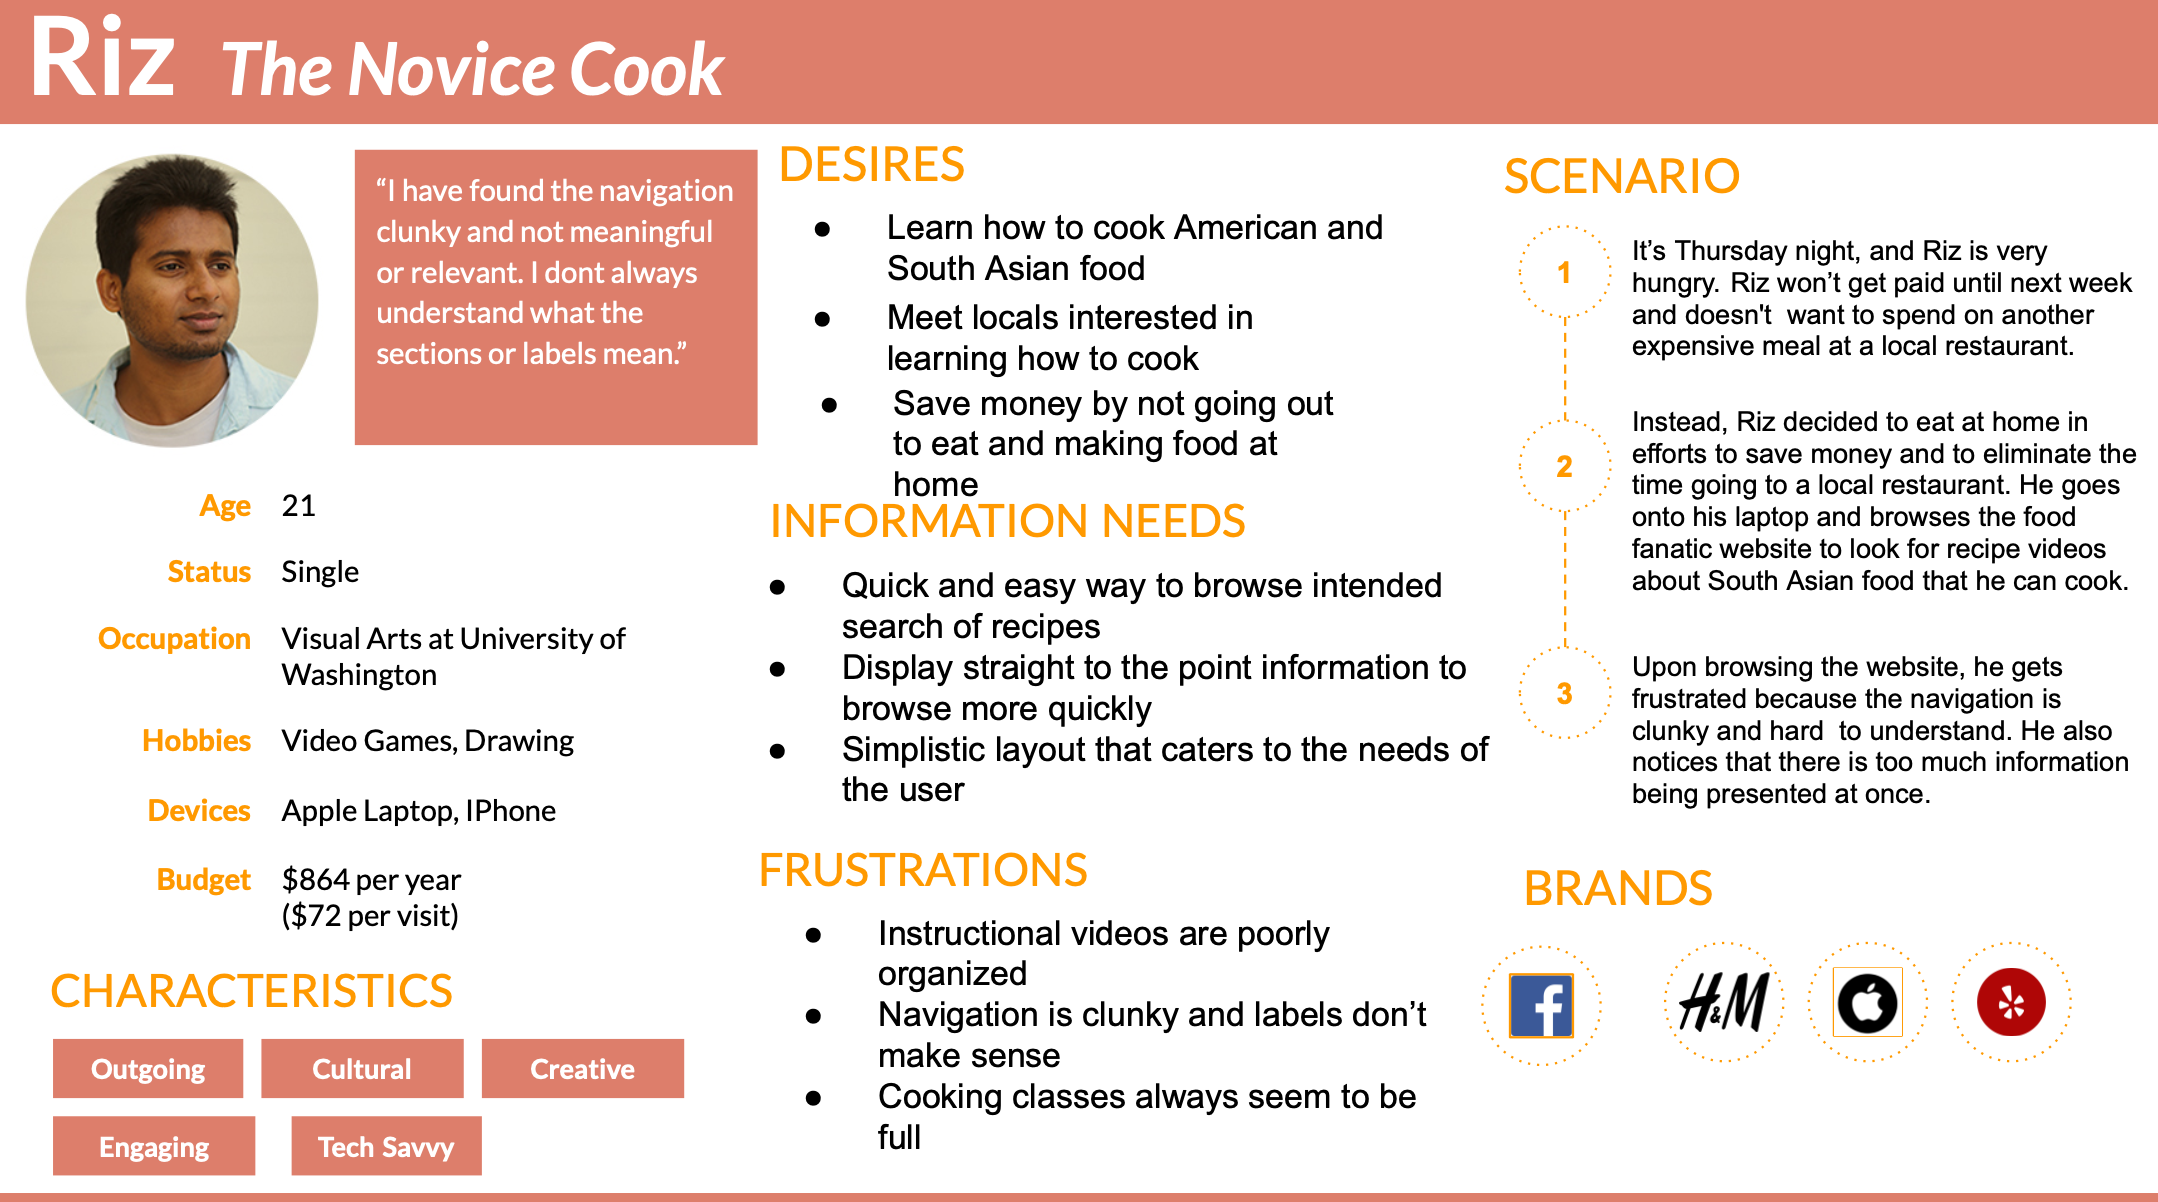 Riz The Novice Cook
“I have found the navigation
clunky and not meaningful
or relevant. I dont always
understand what the
sections or labels mean.”
Age 21
Status Single
Occupation Visual Arts at University of
Washington
Hobbies Video Games, Drawing
Devices Apple Laptop, IPhone
Budget $864 per year
($72 per visit)
CHARACTERISTICS
Outgoing Cultural Creative
Engaging Tech Savvy
DESIRES
● Learn how to cook American and
South Asian food
● Meet locals interested in
learning how to cook
● Save money by not going out
to eat and making food at
home
INFORMATION NEEDS
● Quick and easy way to browse intended
search of recipes
● Display straight to the point information to
browse more quickly
● Simplistic layout that caters to the needs of
the user
FRUSTRATIONS
● Instructional videos are poorly
organized
● Navigation is clunky and labels don’t
make sense
● Cooking classes always seem to be
full
SCENARIO
1 It’s Thursday night, and Riz is very
hungry. Riz won’t get paid until next week
and doesn't  want to spend on another
expensive meal at a local restaurant.
2 Instead, Riz decided to eat at home in
efforts to save money and to eliminate the
time going to a local restaurant. He goes
onto his laptop and browses the food
fanatic website to look for recipe videos
about South Asian food that he can cook.
3 Upon browsing the website, he gets
frustrated because the navigation is
clunky and hard  to understand. He also
notices that there is too much information
being presented at once.
BRANDS
f H&M